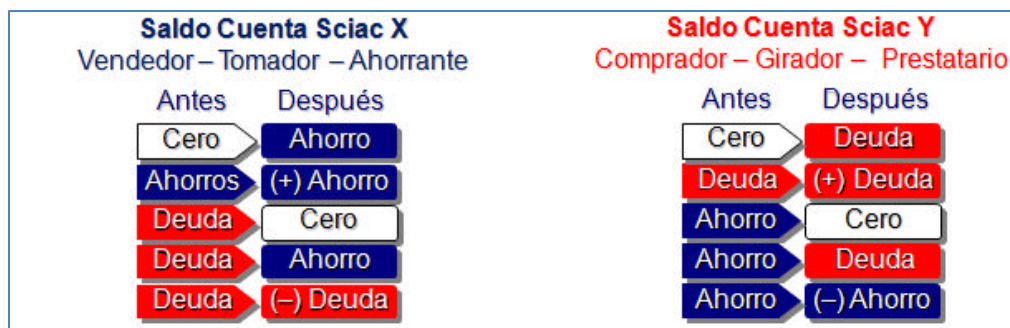 Saldo Cuenta Sciac X
Vendedor – Tomador – Ahorrante
Antes Después
Cero Ahorro
Ahorros (+) Ahorro
Deuda Cero
Deuda Ahorro
Deuda (–) Deuda
Saldo Cuenta Sciac Y
Comprador – Girador – Prestatario
Antes Después
Cero Deuda
Deuda (+) Deuda
Ahorro Cero
Ahorro Deuda
Ahorro (–) Ahorro